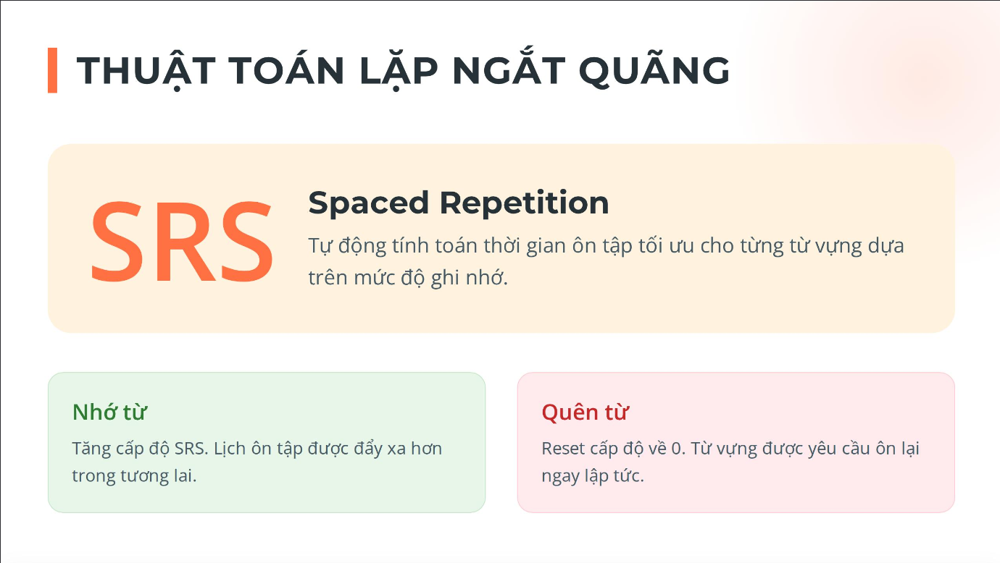 THUẬT TOÁN LẶP NGẮT QUÃNG
SRS
Spaced Repetition
Tự động tính toán thời gian ôn tập tối ưu cho từng từ vựng dựa
trên mức độ ghi nhớ.
Nhớ từ
Tăng cấp độ SRS. Lịch ôn tập được đẩy xa hơn
trong tương lai.
Quên từ
Reset cấp độ về 0. Từ vựng được yêu cầu ôn lại
ngay lập tức.